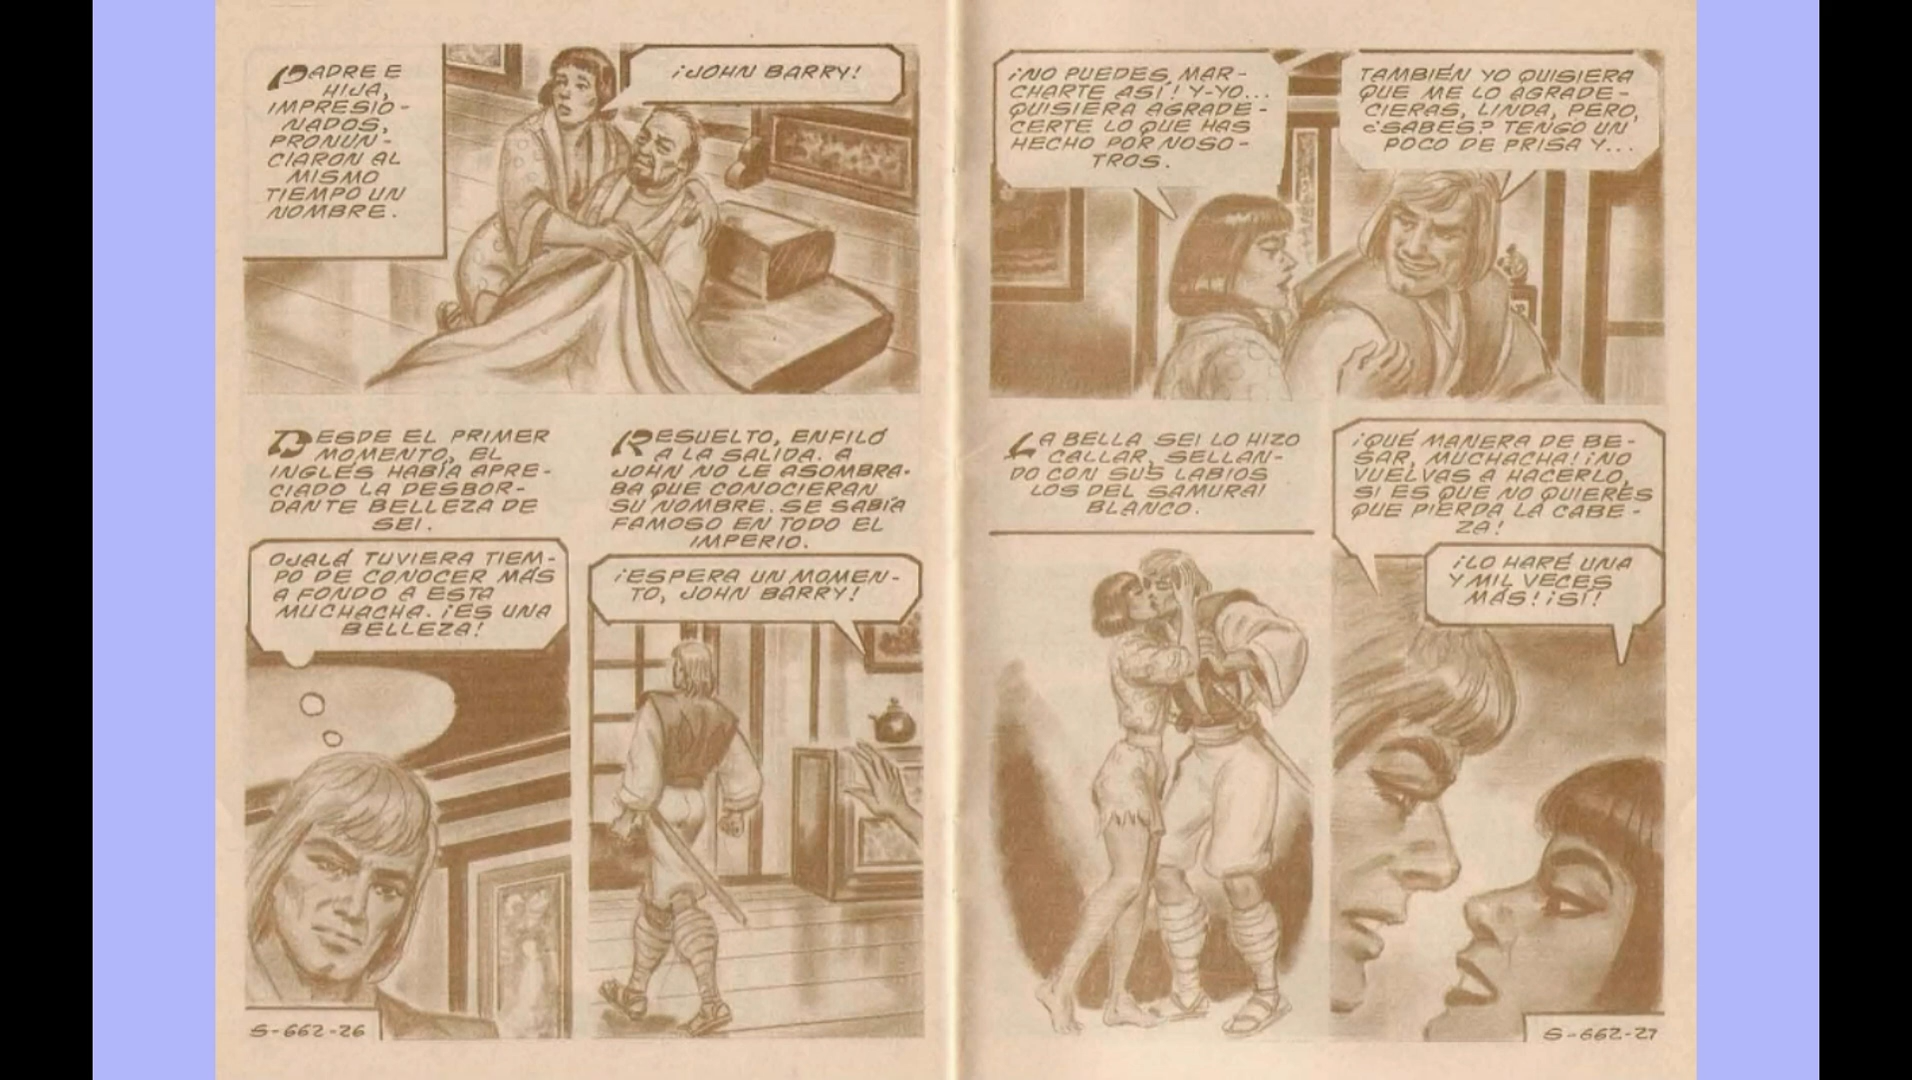 PADRE E
HIJA,
IMPRESIO-
NADOS,
PRONUN-
CIARON AL
MISMO
TIEMPO UN
NOMBRE.
¡JOHN BARRY!
DESDE EL PRIMER
MOMENTO, EL
INGLÉS HABÍA APRE-
CIADO LA DESBOR-
DANTE BELLEZA DE
SEI.
OJALÁ TUVIERA TIEM-
PO DE CONOCER MÁS
A FONDO A ESTA
MUCHACHA. ¡ES UNA
BELLEZA!
RESUELTO, ENFILÓ
A LA SALIDA. A
JOHN NO LE ASOMBRA-
BA QUE CONOCIERAN
SU NOMBRE. SE SABÍA
FAMOSO EN TODO EL
IMPERIO.
¡ESPERA UN MOMEN-
TO, JOHN BARRY!
S-662-26
¡NO PUEDES MAR-
CHARTE ASÍ! Y-YO...
QUISIERA AGRADE-
CERTE LO QUE HAS
HECHO POR NOSO-
TROS.
TAMBIÉN YO QUISIERA
QUE ME LO AGRADE-
CIERAS, LINDA, PERO,
¿SABES? TENGO UN
POCO DE PRISA Y...
LA BELLA SEI LO HIZO
CALLAR, SELLAN-
DO CON SUS LABIOS
LOS DEL SAMURAI
BLANCO.
¡QUÉ MANERA DE BE-
SAR, MUCHACHA! ¡NO
VUELVAS A HACERLO,
SI ES QUE NO QUIERES
QUE PIERDA LA CABE-
ZA!
¡LO HARÉ UNA
Y MIL VECES
MÁS! ¡SÍ!
S-662-27